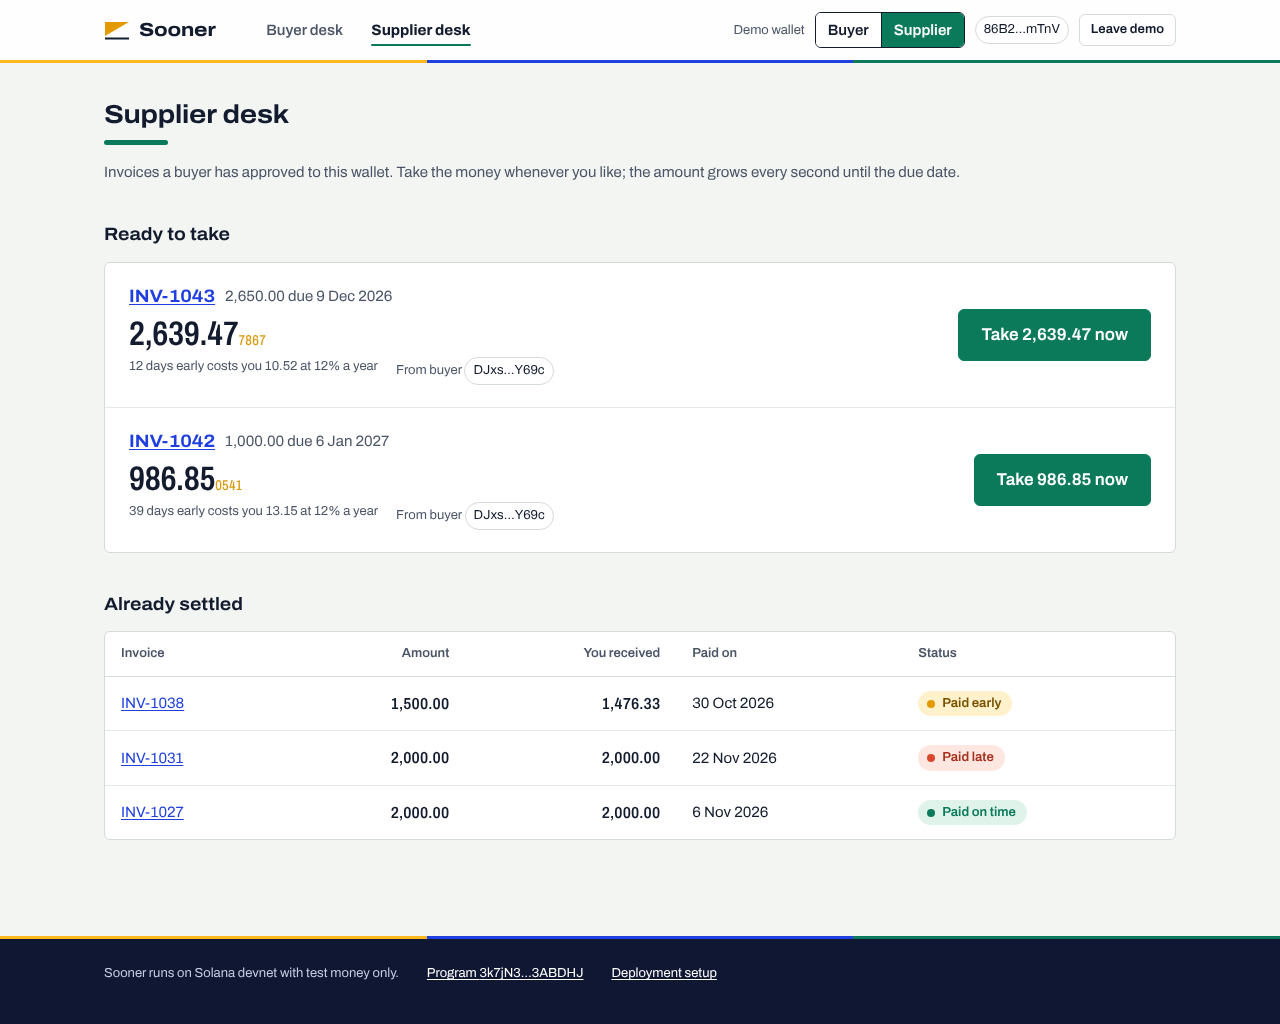 Sooner
Buyer desk
Supplier desk
Demo wallet
Buyer
Supplier
86B2...mTnV
Leave demo
Supplier desk
Invoices a buyer has approved to this wallet. Take the money whenever you like; the amount grows every second until the due date.
Ready to take
INV-1043 2,650.00 due 9 Dec 2026
2,639.477867
12 days early costs you 10.52 at 12% a year From buyer DJxs...Y69c
Take 2,639.47 now
INV-1042 1,000.00 due 6 Jan 2027
986.850541
39 days early costs you 13.15 at 12% a year From buyer DJxs...Y69c
Take 986.85 now
Already settled
Invoice Amount You received Paid on Status
INV-1038 1,500.00 1,476.33 30 Oct 2026 Paid early
INV-1031 2,000.00 2,000.00 22 Nov 2026 Paid late
INV-1027 2,000.00 2,000.00 6 Nov 2026 Paid on time
Sooner runs on Solana devnet with test money only. Program 3k7jN3...3ABDHJ Deployment setup